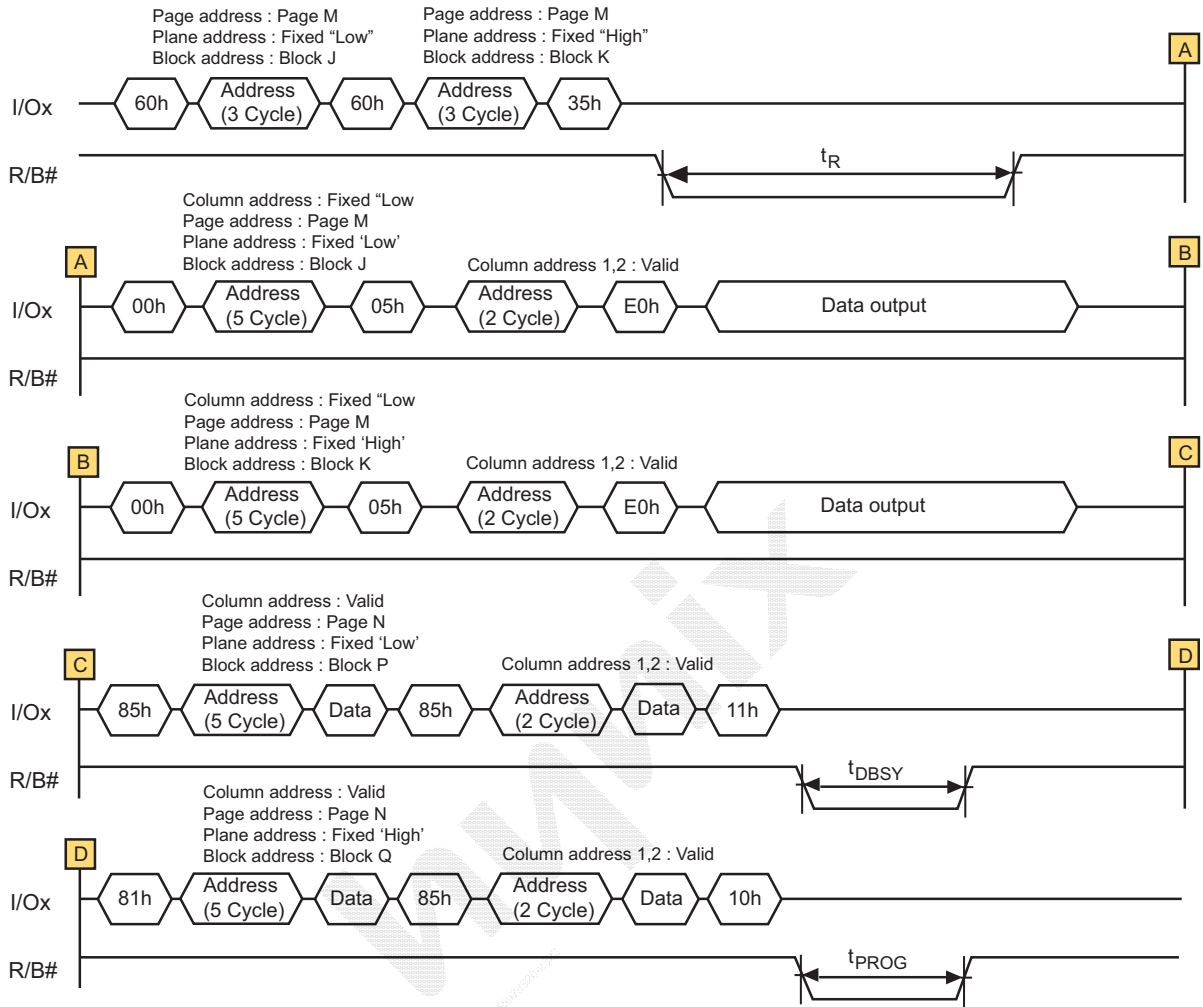 Page address : Page M
Plane address : Fixed “Low”
Block address : Block J
Page address : Page M
Plane address : Fixed “High”
Block address : Block K
A
I/Ox
60h
Address
(3 Cycle)
60h
Address
(3 Cycle)
35h
R/B#
tR
Column address : Fixed “Low
Page address : Page M
Plane address : Fixed ‘Low’
Block address : Block J
Column address 1,2 : Valid
A
B
I/Ox
00h
Address
(5 Cycle)
05h
Address
(2 Cycle)
E0h
Data output
R/B#
Column address : Fixed “Low
Page address : Page M
Plane address : Fixed ‘High’
Block address : Block K
Column address 1,2 : Valid
B
C
I/Ox
00h
Address
(5 Cycle)
05h
Address
(2 Cycle)
E0h
Data output
R/B#
Column address : Valid
Page address : Page N
Plane address : Fixed ‘Low’
Block address : Block P
Column address 1,2 : Valid
C
D
I/Ox
85h
Address
(5 Cycle)
Data
85h
Address
(2 Cycle)
Data
11h
R/B#
tDBSY
Column address : Valid
Page address : Page N
Plane address : Fixed ‘High’
Block address : Block Q
Column address 1,2 : Valid
D
I/Ox
81h
Address
(5 Cycle)
Data
85h
Address
(2 Cycle)
Data
10h
R/B#
tPROG